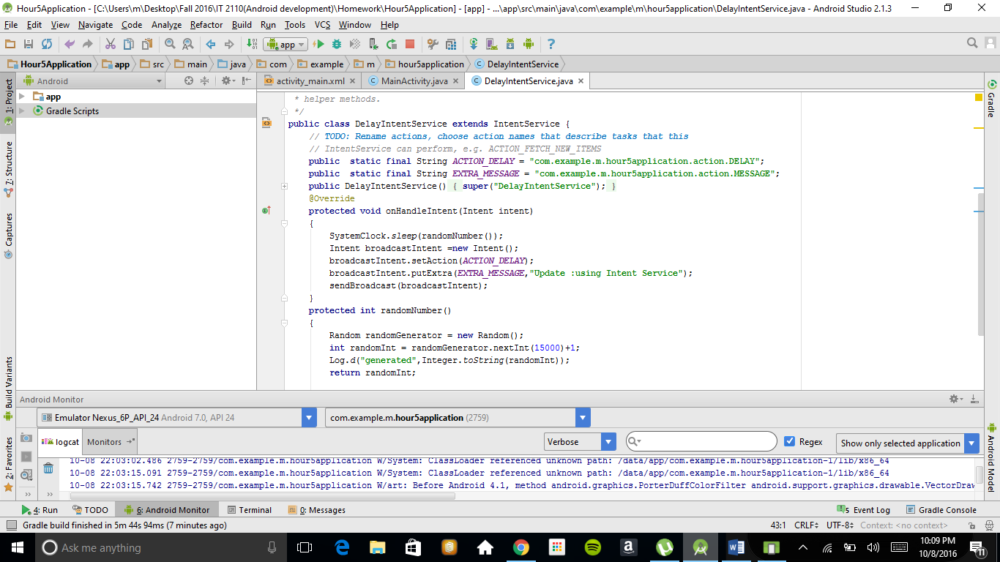 Hour5Application - [C:\Users\m\Desktop\Fall 2016\IT 2110(Android development)\Homework\Hour5Application] - [app] - ...\app\src\main\java\com\example\m\hour5application\DelayIntentService.java - Android Studio 2.1.3
File Edit View Navigate Code Analyze Refactor Build Run Tools VCS Window Help
app
Hour5Application app src main java com example m hour5application DelayIntentService
Android
activity_main.xml MainActivity.java DelayIntentService.java
app
Gradle Scripts
1: Project
7: Structure
Captures
Build Variants
2: Favorites
Gradle
Android Model
* helper methods.
*/
public class DelayIntentService extends IntentService {
// TODO: Rename actions, choose action names that describe tasks that this
// IntentService can perform, e.g. ACTION_FETCH_NEW_ITEMS
public  static final String ACTION_DELAY = "com.example.m.hour5application.action.DELAY";
public  static final String EXTRA_MESSAGE = "com.example.m.hour5application.action.MESSAGE";
public DelayIntentService() { super("DelayIntentService"); }
@Override
protected void onHandleIntent(Intent intent)
{
SystemClock.sleep(randomNumber());
Intent broadcastIntent =new Intent();
broadcastIntent.setAction(ACTION_DELAY);
broadcastIntent.putExtra(EXTRA_MESSAGE,"Update :using Intent Service");
sendBroadcast(broadcastIntent);
}
protected int randomNumber()
{
Random randomGenerator = new Random();
int randomInt = randomGenerator.nextInt(15000)+1;
Log.d("generated",Integer.toString(randomInt));
return randomInt;
Android Monitor
Emulator Nexus_6P_API_24 Android 7.0, API 24 com.example.m.hour5application (2759)
logcat Monitors Verbose Regex Show only selected application
10-08 22:03:02.486 2759-2759/com.example.m.hour5application W/System: ClassLoader referenced unknown path: /data/app/com.example.m.hour5application-1/lib/x86_64
10-08 22:03:15.091 2759-2759/com.example.m.hour5application W/System: ClassLoader referenced unknown path: /data/app/com.example.m.hour5application-1/lib/x86_64
10-08 22:03:15.742 2759-2759/com.example.m.hour5application W/art: Before Android 4.1, method android.graphics.PorterDuffColorFilter android.support.graphics.drawable.VectorDraw
4: Run TODO 6: Android Monitor Terminal 0: Messages 5 Event Log Gradle Console
Gradle build finished in 5m 44s 94ms (7 minutes ago) 43:1 CRLF UTF-8 Context: <no context>
Ask me anything 10:09 PM
10/8/2016
11